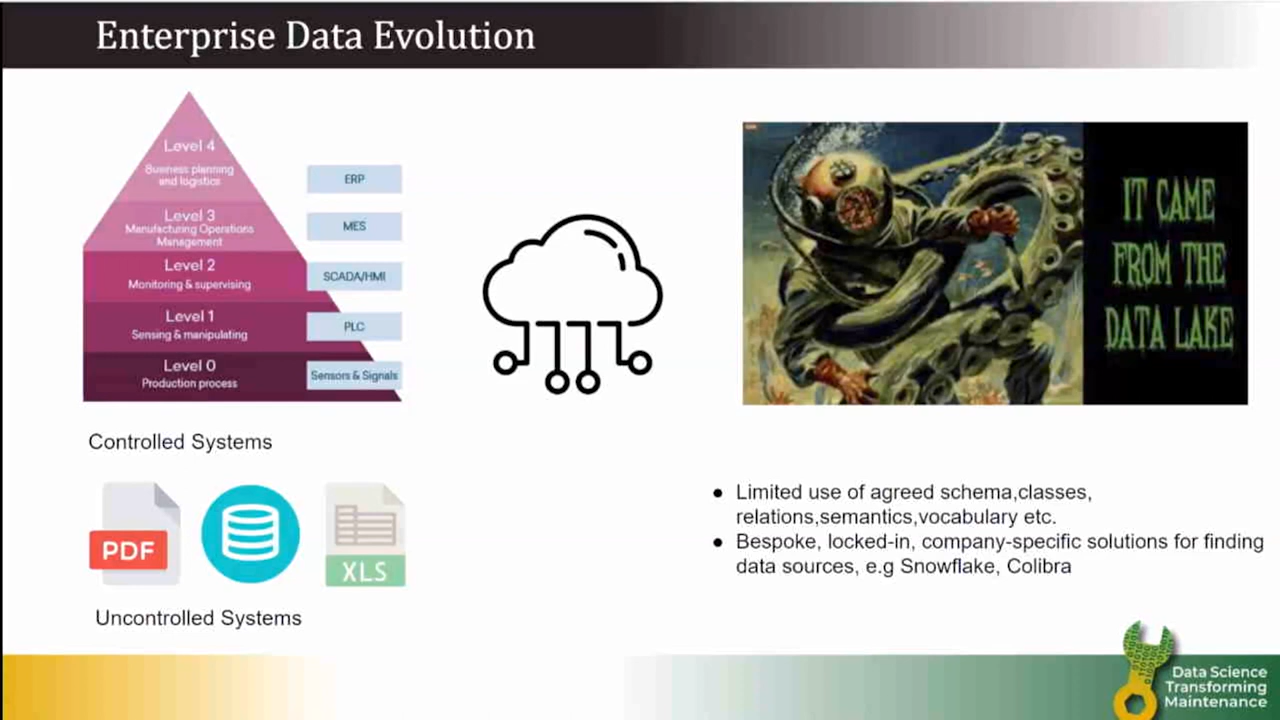 Enterprise Data Evolution
Level 4
Business planning
and logistics
ERP
Level 3
Manufacturing Operations
Management
MES
Level 2
Monitoring & supervising
SCADA/HMI
Level 1
Sensing & manipulating
PLC
Level 0
Production process
Sensors & Signals
Controlled Systems
PDF
XLS
Uncontrolled Systems
IT CAME
FROM THE
DATA LAKE
● Limited use of agreed schema,classes,
relations,semantics,vocabulary etc.
● Bespoke, locked-in, company-specific solutions for finding
data sources, e.g Snowflake, Colibra
Data Science
Transforming
Maintenance